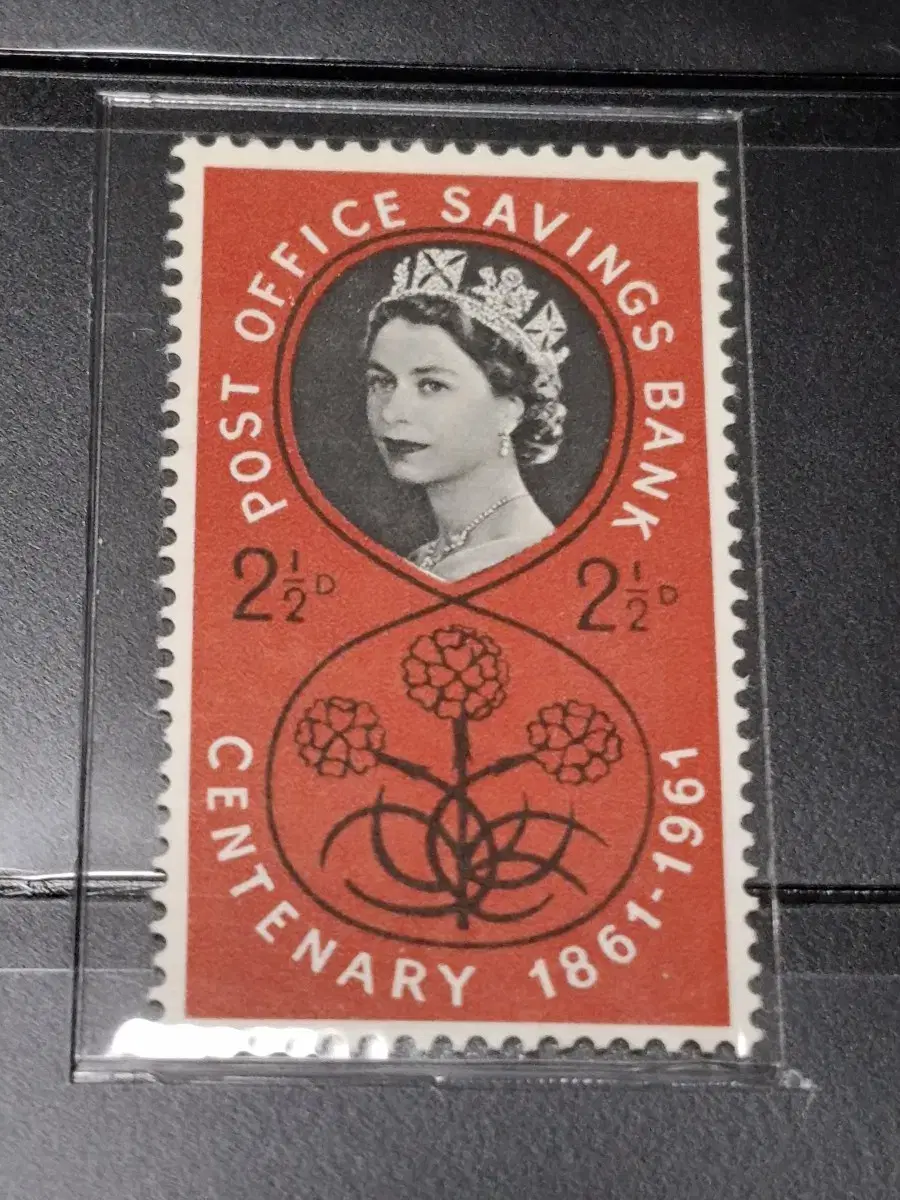 POST OFFICE SAVINGS BANK
2½D 2½D
CENTENARY 1861-1961